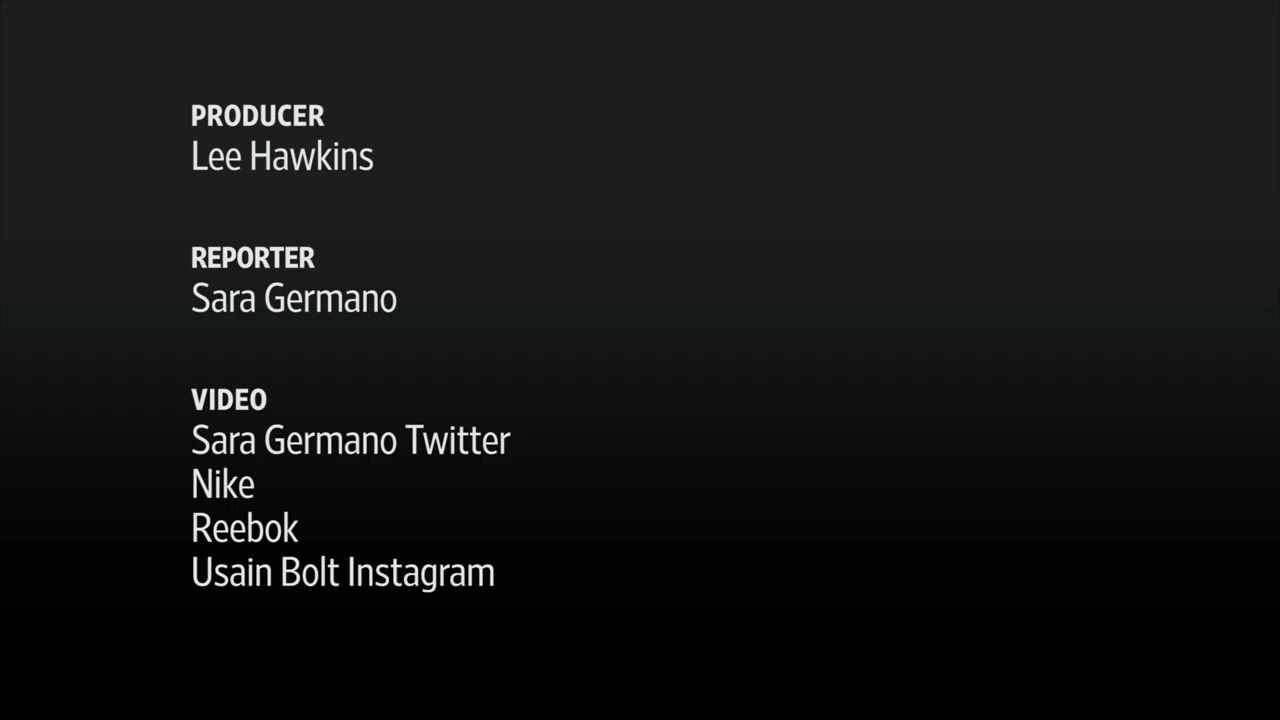 PRODUCER
Lee Hawkins
REPORTER
Sara Germano
VIDEO
Sara Germano Twitter
Nike
Reebok
Usain Bolt Instagram